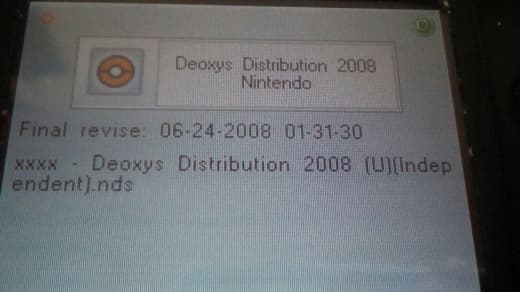 Deoxys Distribution 2008
Nintendo
Final revise: 06-24-2008 01-31-30
xxxx - Deoxys Distribution 2008 (U)(Indep
endent).nds